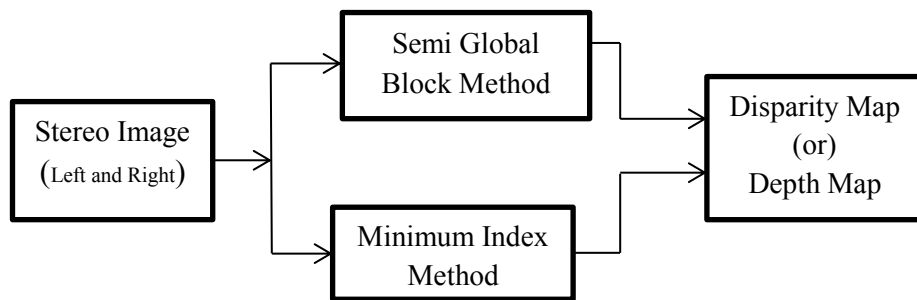 Stereo Image
(Left and Right)
Semi Global
Block Method
Minimum Index
Method
Disparity Map
(or)
Depth Map